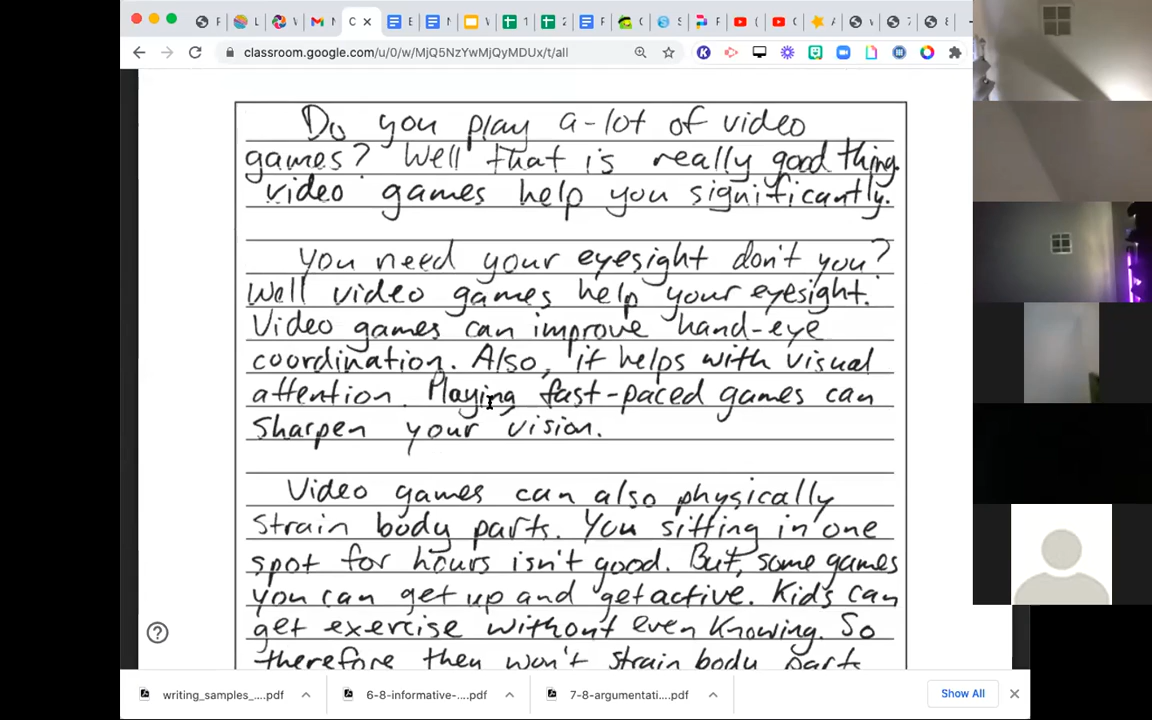 classroom.google.com/u/0/w/MjQ5NzYwMjQyMDUx/t/all
Do you play a-lot of video
games? Well that is really good thing.
video games help you significantly.
You need your eyesight don't you?
Well video games help your eyesight.
Video games can improve hand-eye
coordination. Also, it helps with visual
attention. Playing fast-paced games can
sharpen your vision.
Video games can also physically
strain body parts. You sitting in one
spot for hours isn't good. But, some games
you can get up and get active. Kids can
get exercise without even knowing. So
therefore they won't strain body parts
writing_samples_....pdf
6-8-informative-....pdf
7-8-argumentati....pdf
Show All